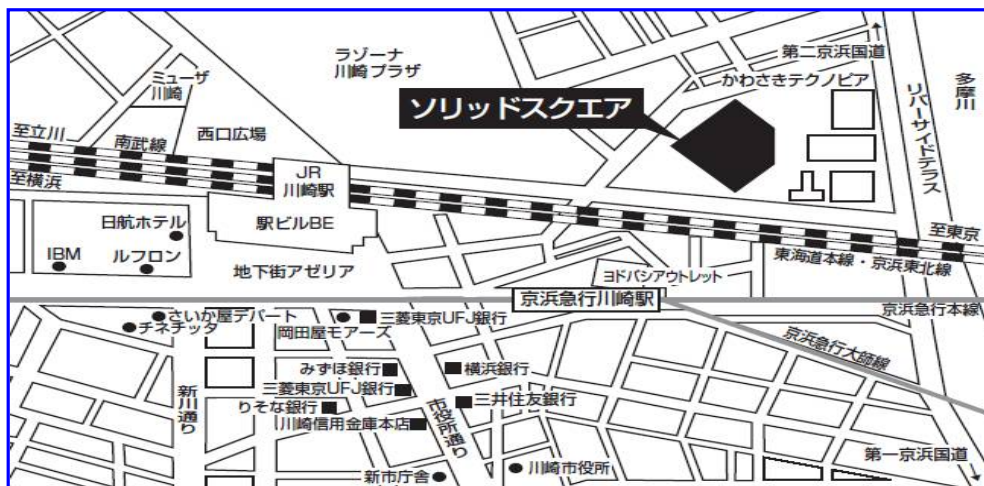 第二京浜国道
ラゾーナ
川崎プラザ
かわさきテクノピア
ミューザ
川崎
ソリッドスクエア
リバーサイドテラス
多摩川
至立川
南武線
西口広場
JR
川崎駅
至横浜
日航ホテル
駅ビルBE
至東京
IBM
ルフロン
地下街アゼリア
東海道本線・京浜東北線
ヨドバシアウトレット
京浜急行川崎駅
京浜急行本線
さいか屋デパート
チネチッタ
岡田屋モアーズ
三菱東京UFJ銀行
京浜急行大師線
みずほ銀行
横浜銀行
三菱東京UFJ銀行
りそな銀行
三井住友銀行
川崎信用金庫本店
新川通り
市役所通り
第一京浜国道
新市庁舎
川崎市役所